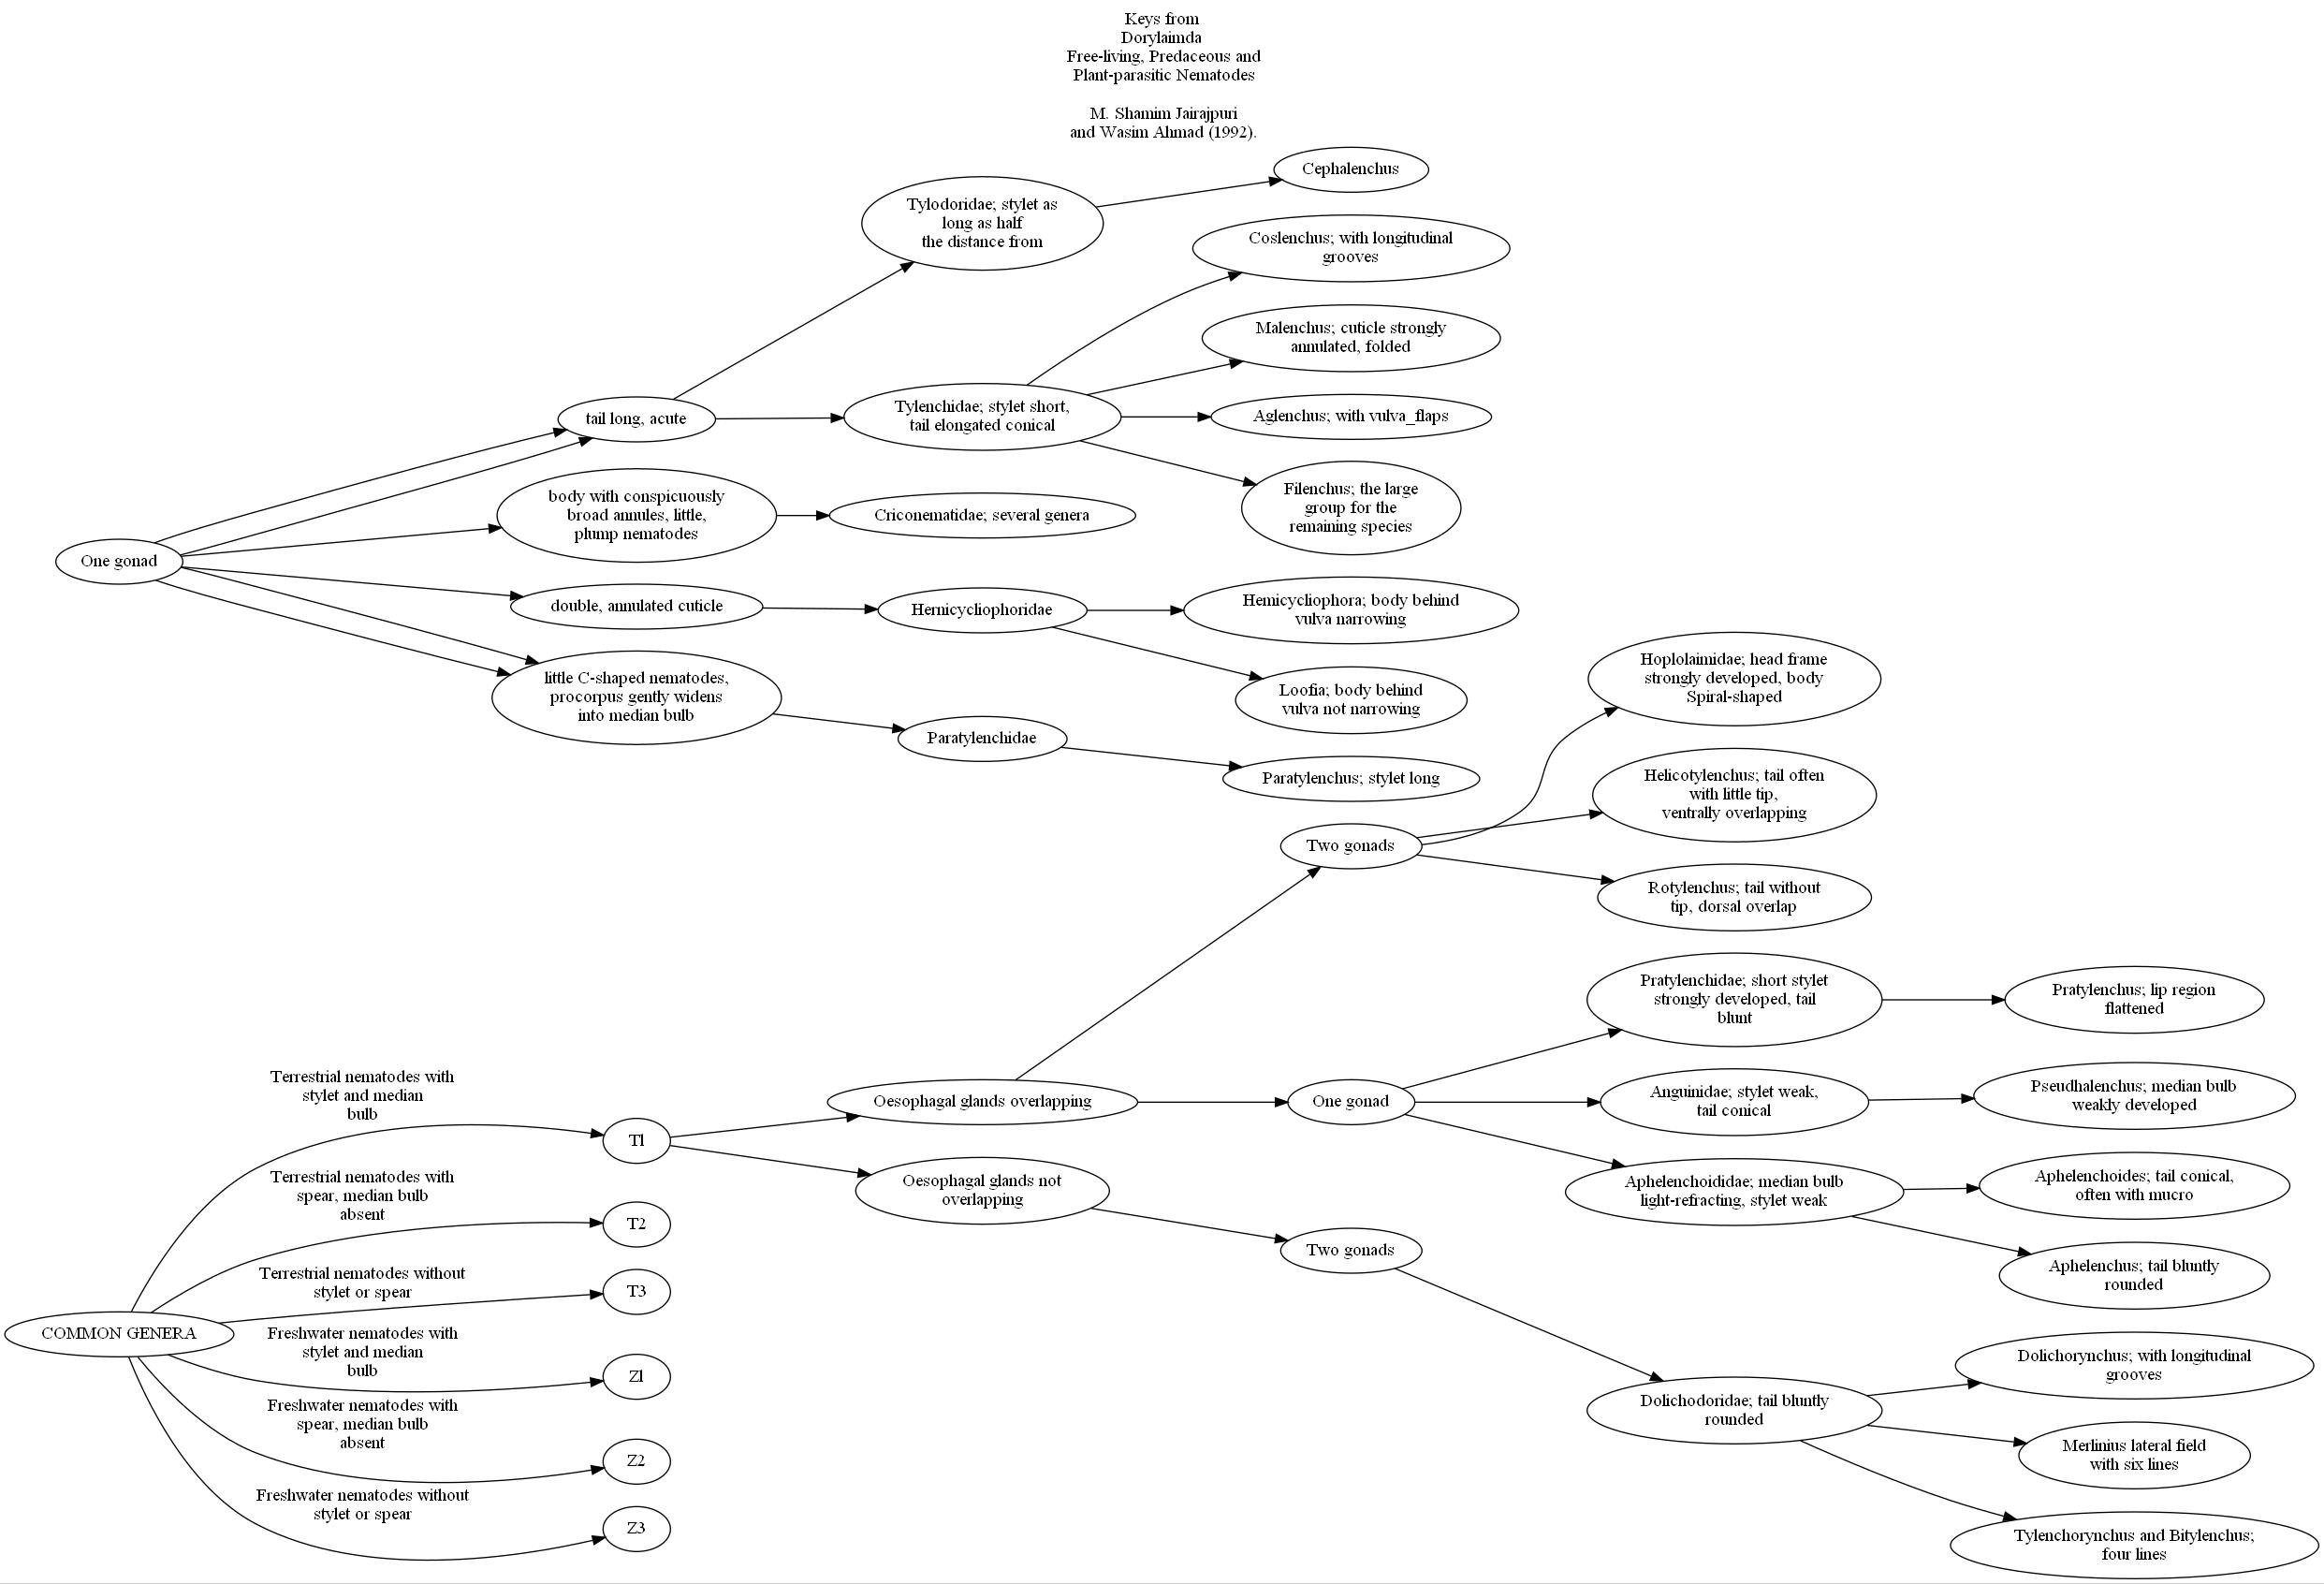 Keys from
Dorylaimda
Free-living, Predaceous and
Plant-parasitic Nematodes
M. Shamim Jairajpuri
and Wasim Ahmad (1992).
Cephalenchus
Tylodoridae; stylet as
long as half
the distance from
Coslenchus; with longitudinal
grooves
Malenchus; cuticle strongly
annulated, folded
tail long, acute
Tylenchidae; stylet short,
tail elongated conical
Aglenchus; with vulva_flaps
Filenchus; the large
group for the
remaining species
body with conspicuously
broad annules, little,
plump nematodes
Criconematidae; several genera
One gonad
double, annulated cuticle
Hernicycliophoridae
Hemicycliophora; body behind
vulva narrowing
little C-shaped nematodes,
procorpus gently widens
into median bulb
Loofia; body behind
vulva not narrowing
Paratylenchidae
Paratylenchus; stylet long
Hoplolaimidae; head frame
strongly developed, body
Spiral-shaped
Helicotylenchus; tail often
with little tip,
ventrally overlapping
Two gonads
Rotylenchus; tail without
tip, dorsal overlap
Pratylenchidae; short stylet
strongly developed, tail
blunt
Pratylenchus; lip region
flattened
Terrestrial nematodes with
stylet and median
bulb
Tl
Oesophagal glands overlapping
One gonad
Anguinidae; stylet weak,
tail conical
Pseudhalenchus; median bulb
weakly developed
Terrestrial nematodes with
spear, median bulb
absent
T2
Oesophagal glands not
overlapping
Aphelenchoididae; median bulb
light-refracting, stylet weak
Aphelenchoides; tail conical,
often with mucro
Two gonads
Aphelenchus; tail bluntly
rounded
Terrestrial nematodes without
stylet or spear
T3
COMMON GENERA
Freshwater nematodes with
stylet and median
bulb
Zl
Dolichodoridae; tail bluntly
rounded
Dolichorynchus; with longitudinal
grooves
Freshwater nematodes with
spear, median bulb
absent
Z2
Merlinius lateral field
with six lines
Freshwater nematodes without
stylet or spear
Z3
Tylenchorynchus and Bitylenchus;
four lines